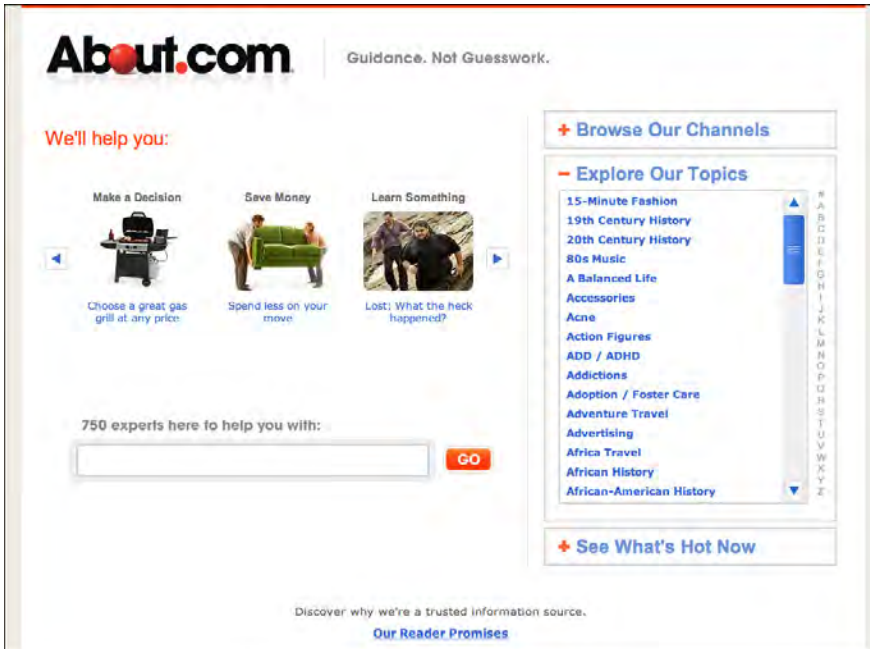 About.com
Guidance. Not Guesswork.
We'll help you:
Make a Decision
Choose a great gas
grill at any price
Save Money
Spend less on your
move
Learn Something
Lost: What the heck
happened?
750 experts here to help you with:
GO
+ Browse Our Channels
− Explore Our Topics
15-Minute Fashion
19th Century History
20th Century History
80s Music
A Balanced Life
Accessories
Acne
Action Figures
ADD / ADHD
Addictions
Adoption / Foster Care
Adventure Travel
Advertising
Africa Travel
African History
African-American History
#
A
B
C
D
E
F
G
H
I
J
K
L
M
N
O
P
Q
R
S
T
U
V
W
X
Y
Z
+ See What's Hot Now
Discover why we're a trusted information source.
Our Reader Promises